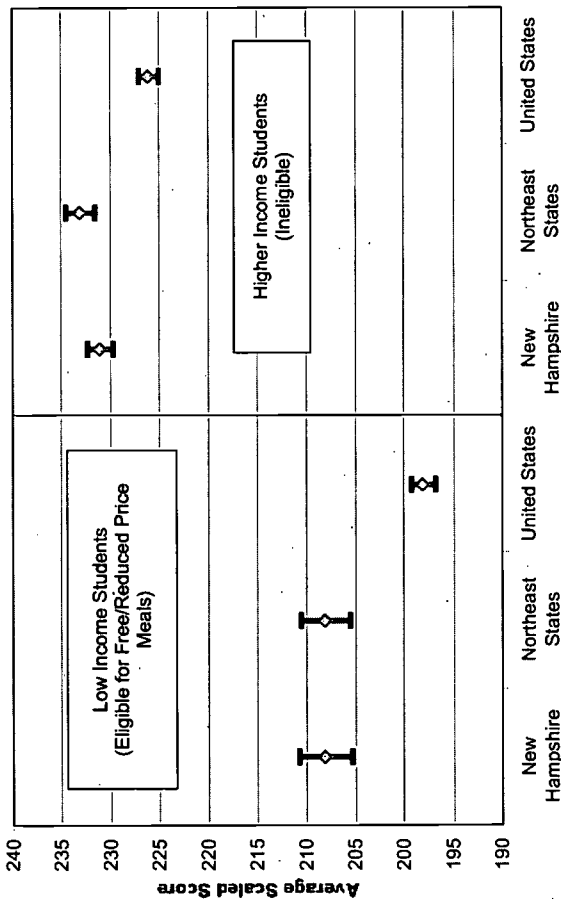 Average Scaled Score
240
235
230
225
220
215
210
205
200
195
190
Low Income Students
(Eligible for Free/Reduced Price
Meals)
Higher Income Students
(Ineligible)
New
Hampshire
Northeast
States
United States
New
Hampshire
Northeast
States
United States